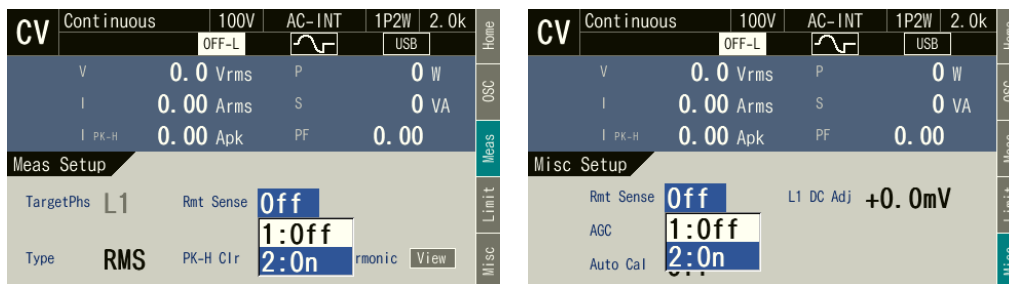 CV Continuous 100V AC-INT 1P2W 2.0k
OFF-L USB
V 0.0 Vrms P 0 W
I 0.00 Arms S 0 VA
I PK-H 0.00 Apk PF 0.00
Meas Setup
TargetPhs L1 Rmt Sense Off
1:Off
Type RMS PK-H Clr 2:On rmonic View
Home
OSC
Meas
Limit
Misc
CV Continuous 100V AC-INT 1P2W 2.0k
OFF-L USB
V 0.0 Vrms P 0 W
I 0.00 Arms S 0 VA
I PK-H 0.00 Apk PF 0.00
Misc Setup
Rmt Sense Off L1 DC Adj +0.0mV
AGC 1:Off
Auto Cal 2:On